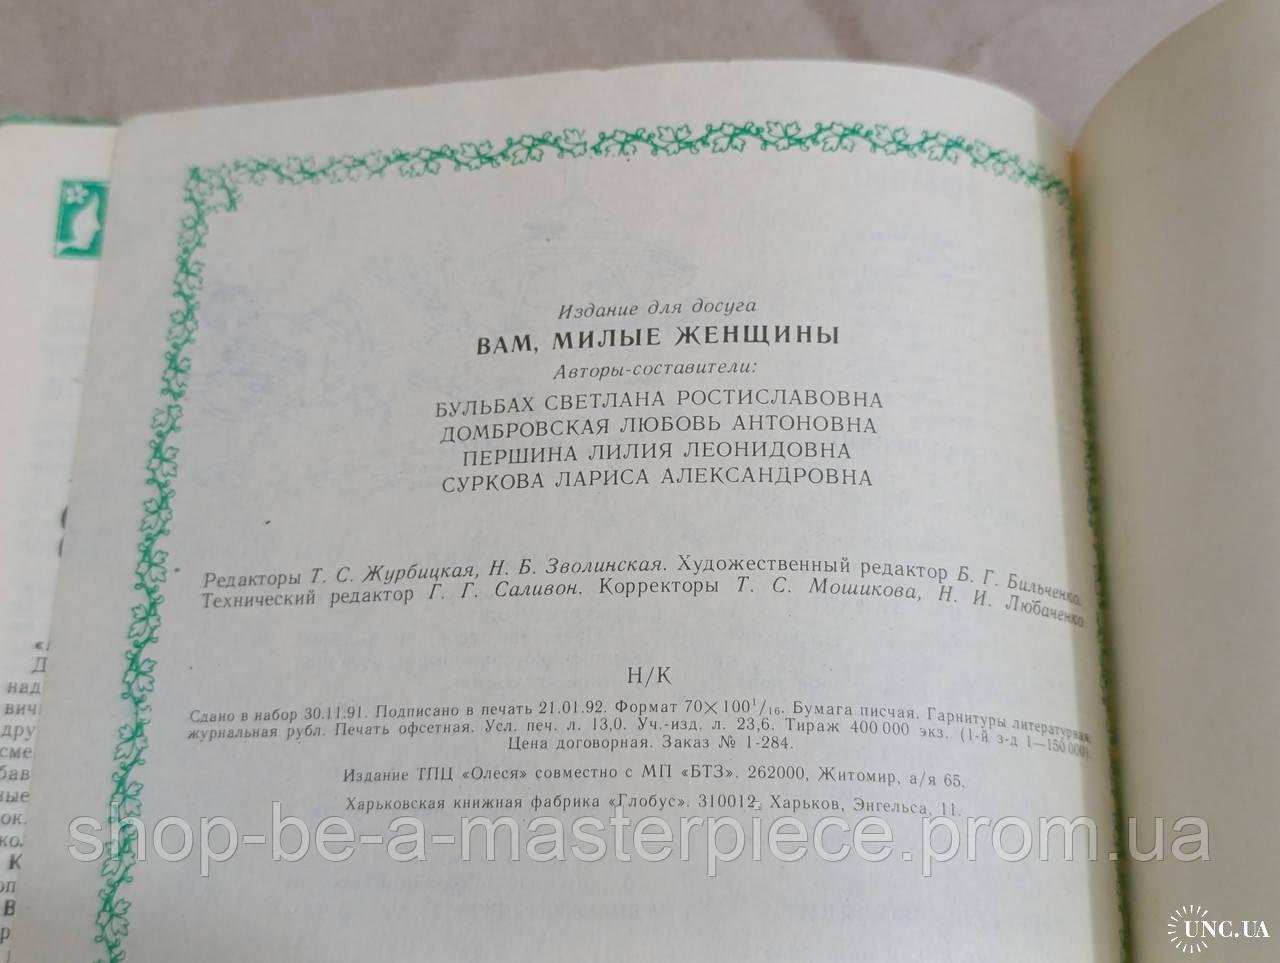 Издание для досуга
ВАМ, МИЛЫЕ ЖЕНЩИНЫ
Авторы-составители:
БУЛЬБАХ СВЕТЛАНА РОСТИСЛАВОВНА
ДОМБРОВСКАЯ ЛЮБОВЬ АНТОНОВНА
ПЕРШИНА ЛИЛИЯ ЛЕОНИДОВНА
СУРКОВА ЛАРИСА АЛЕКСАНДРОВНА
Редакторы Т. С. Журбицкая, Н. Б. Зволинская. Художественный редактор Б. Г. Бильченко.
Технический редактор Г. Г. Саливон. Корректоры Т. С. Мошикова, Н. И. Любаченко
Н/К
Сдано в набор 30.11.91. Подписано в печать 21.01.92. Формат 70×100¹/₁₆. Бумага писчая. Гарнитуры литературная,
журнальная рубл. Печать офсетная. Усл. печ. л. 13,0. Уч.-изд. л. 23,6. Тираж 400 000 экз. (1-й з-д 1—150 000).
Цена договорная. Заказ № 1-284.
Издание ТПЦ «Олеся» совместно с МП «БТЗ». 262000, Житомир, а/я 65.
Харьковская книжная фабрика «Глобус». 310012, Харьков, Энгельса, 11.
shop-be-a-masterpiece.prom.ua
UNC.UA